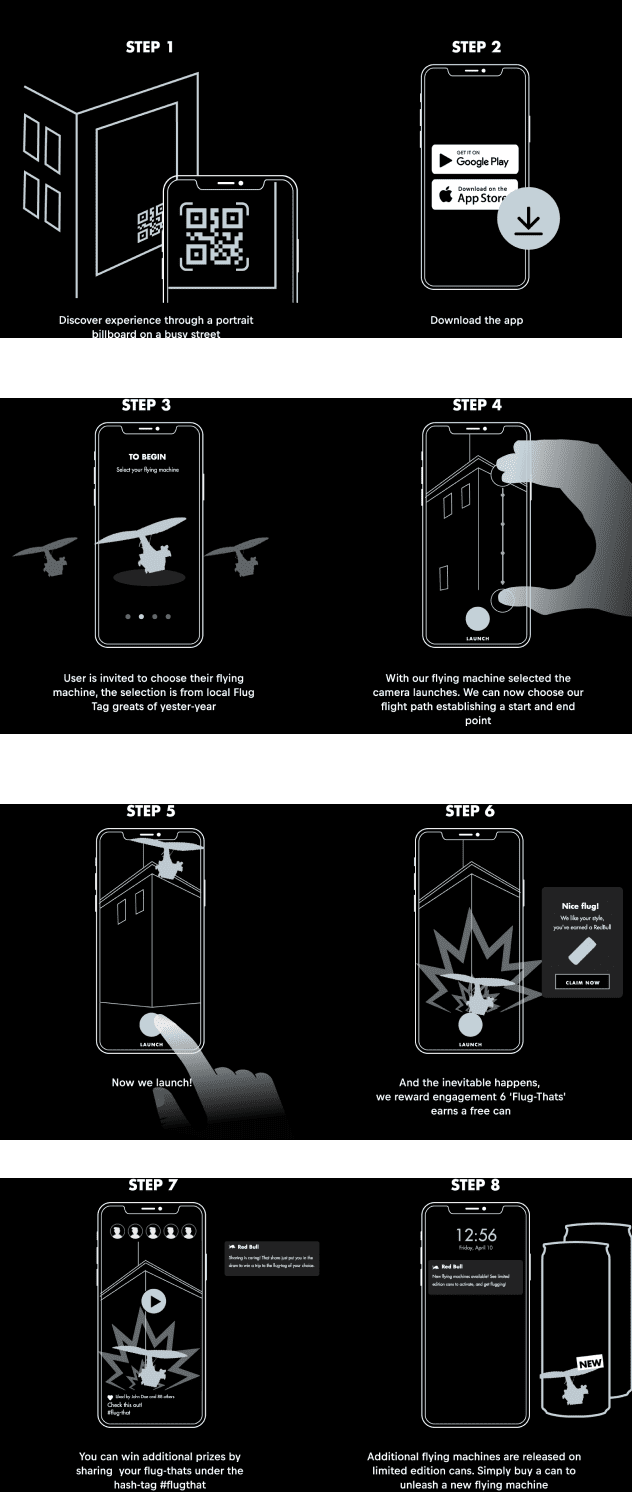 STEP 1
Discover experience through a portrait
billboard on a busy street
STEP 2
GET IT ON
Google Play
Download on the
App Store
Download the app
STEP 3
TO BEGIN
Select your flying machine
User is invited to choose their flying
machine, the selection is from local Flug
Tag greats of yester-year
STEP 4
LAUNCH
With our flying machine selected the
camera launches. We can now choose our
flight path establishing a start and end
point
STEP 5
LAUNCH
Now we launch!
STEP 6
LAUNCH
Nice flug!
We like your style,
you've earned a RedBull
CLAIM NOW
And the inevitable happens,
we reward engagement 6 'Flug-Thats'
earns a free can
STEP 7
Liked by John Doe and 88 others
Check this out!
#flug-that
Red Bull
Sharing is caring! That share just put you in the
draw to win a trip to the flug-tag of your choice.
You can win additional prizes by
sharing your flug-thats under the
hash-tag #flugthat
STEP 8
12:56
Friday, April 10
Red Bull
New flying machines available! See limited
edition cans to activate, and get flugging!
NEW
Additional flying machines are released on
limited edition cans. Simply buy a can to
unleash a new flying machine